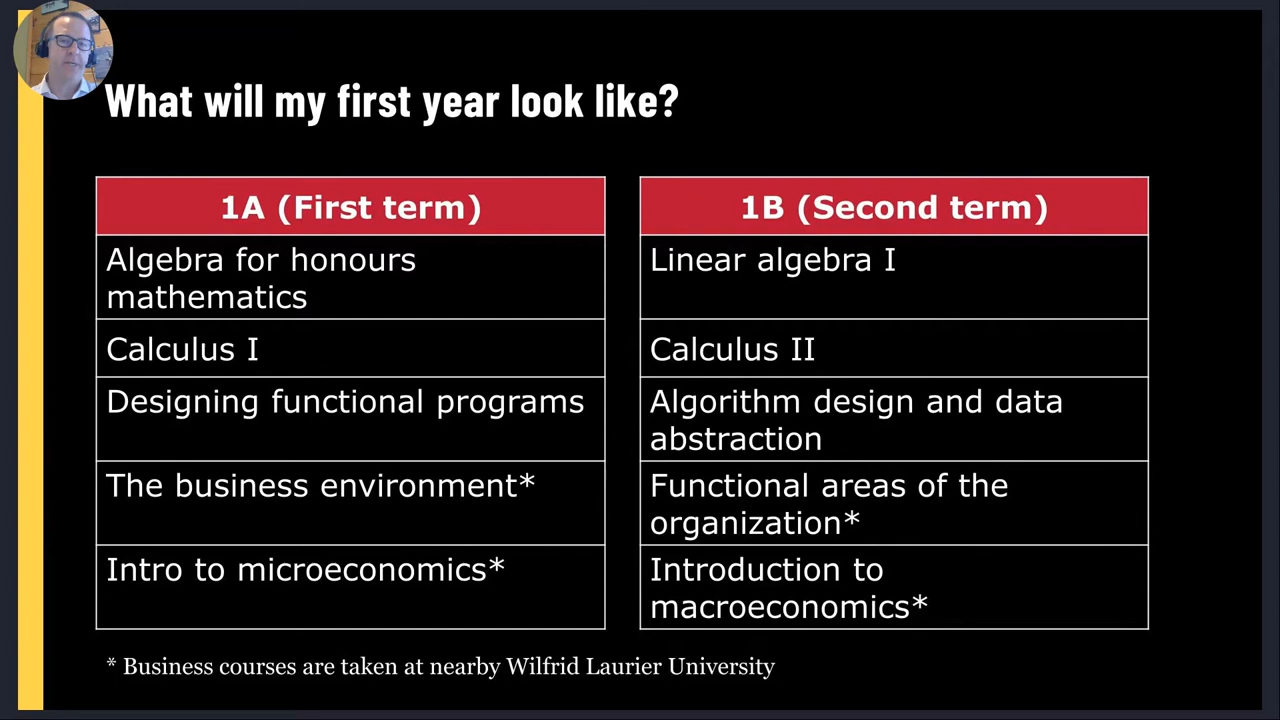 What will my first year look like?
1A (First term)
Algebra for honours
mathematics
Calculus I
Designing functional programs
The business environment*
Intro to microeconomics*
1B (Second term)
Linear algebra I
Calculus II
Algorithm design and data
abstraction
Functional areas of the
organization*
Introduction to
macroeconomics*
* Business courses are taken at nearby Wilfrid Laurier University